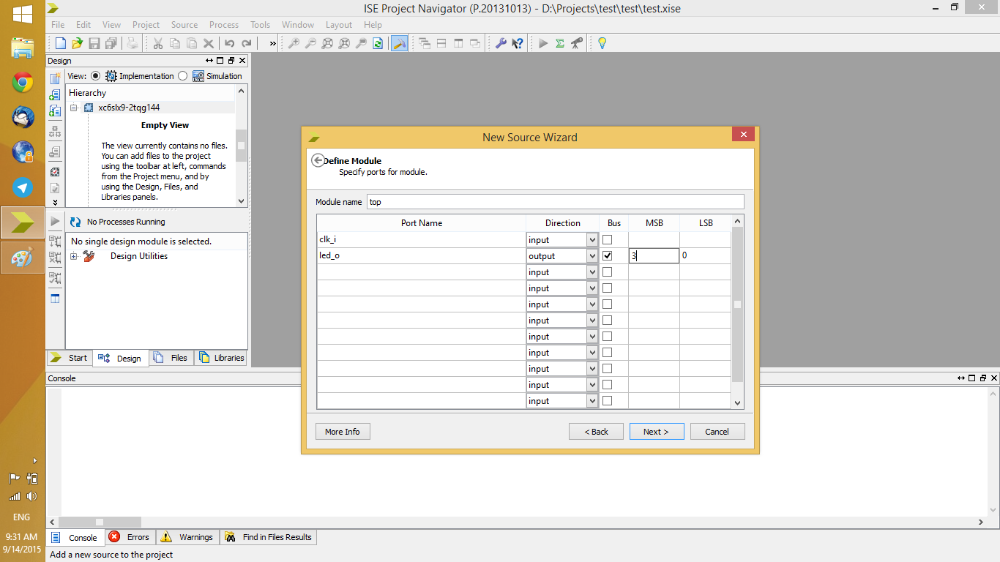 ISE Project Navigator (P.20131013) - D:\Projects\test\test\test.xise
File Edit View Project Source Process Tools Window Layout Help
»
Design
View: Implementation Simulation
Hierarchy
xc6slx9-2tqg144
Empty View
The view currently contains no files.
You can add files to the project
using the toolbar at left, commands
from the Project menu, and by
using the Design, Files, and
Libraries panels.
No Processes Running
No single design module is selected.
Design Utilities
Start Design Files Libraries
New Source Wizard
Define Module
Specify ports for module.
Module name top
Port Name Direction Bus MSB LSB
clk_i input
led_o output 3 0
input
input
input
input
input
input
input
input
input
More Info < Back Next > Cancel
Console
Console Errors Warnings Find in Files Results
Add a new source to the project
ENG
9:31 AM
9/14/2015